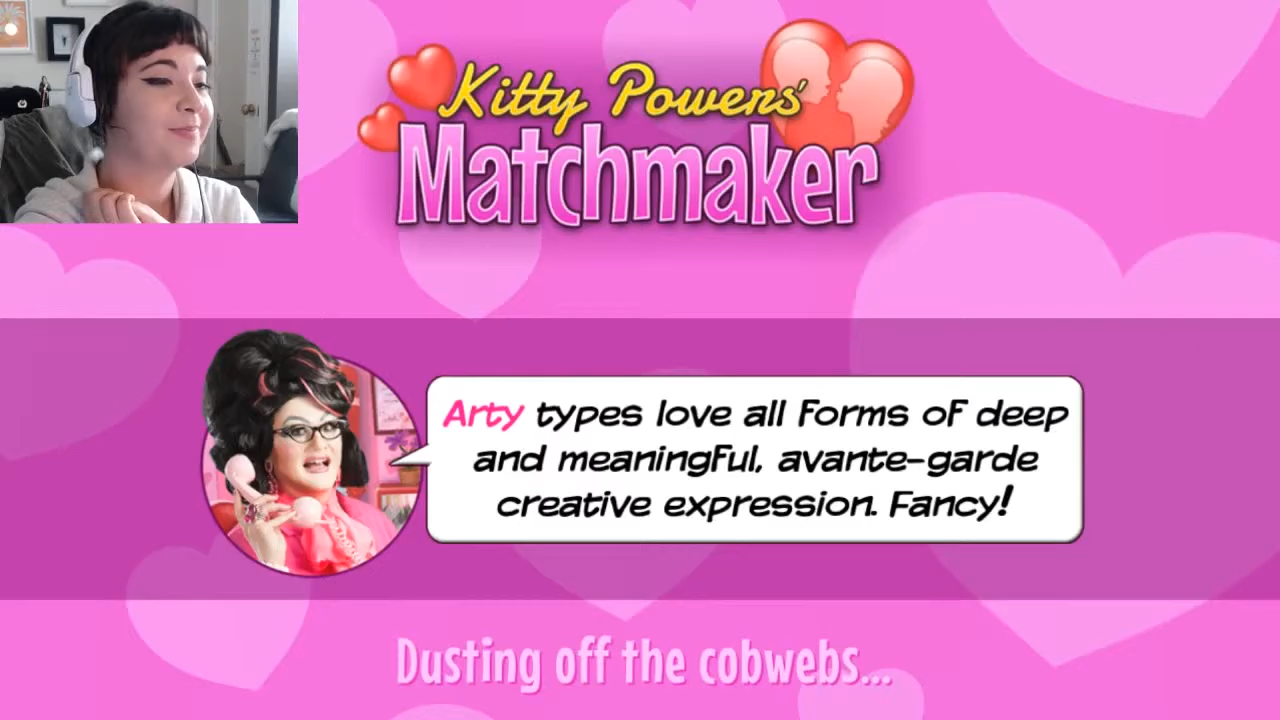 Kitty Powers'
Matchmaker
Arty types love all forms of deep
and meaningful, avante-garde
creative expression. Fancy!
Dusting off the cobwebs...